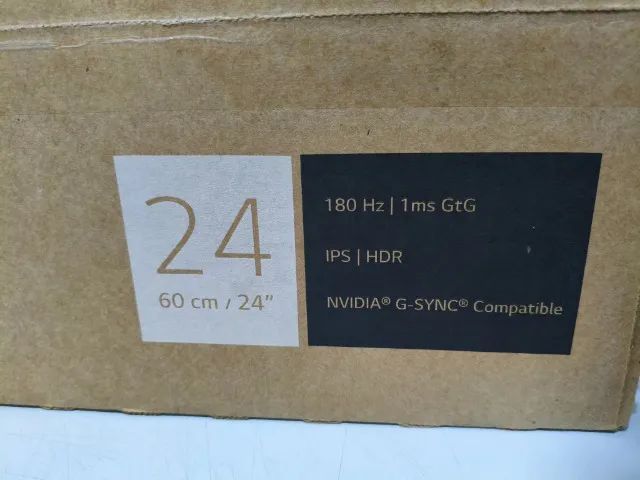 24
60 cm / 24”
180 Hz | 1ms GtG
IPS | HDR
NVIDIA® G-SYNC® Compatible